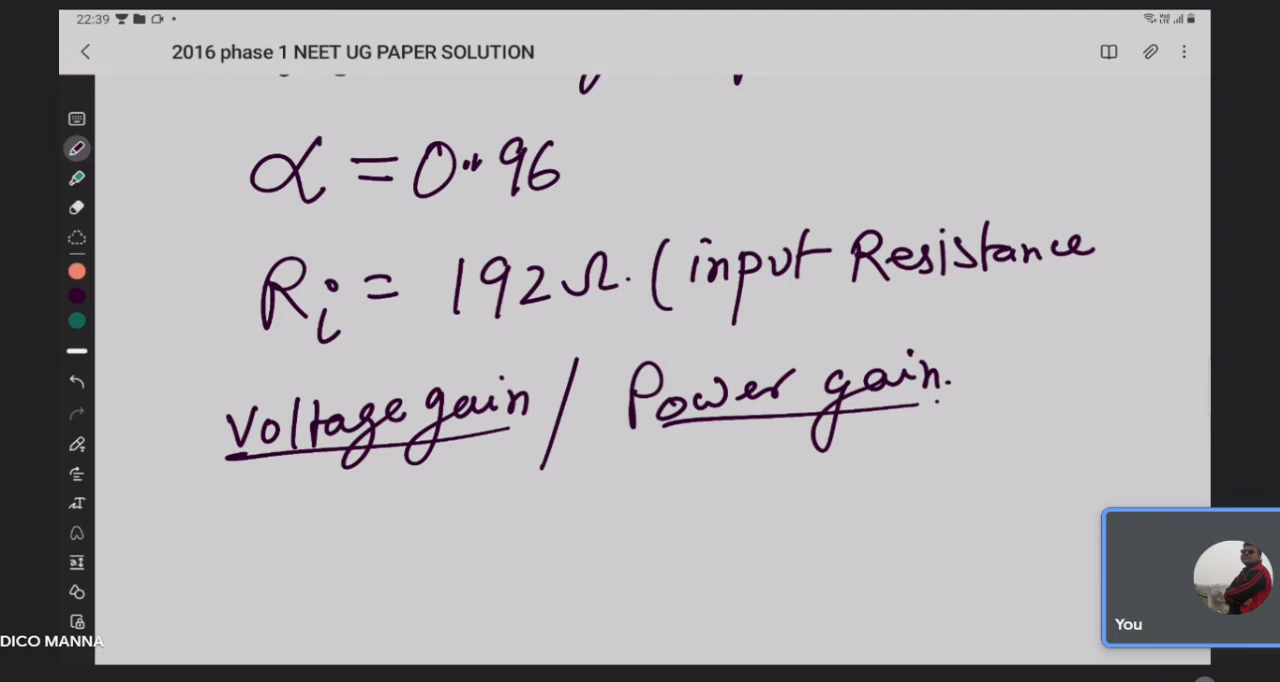 22:39
2016 phase 1 NEET UG PAPER SOLUTION
α = 0.96
Ri = 192Ω. (input Resistance
Voltage gain / Power gain.
You
DICO MANNA